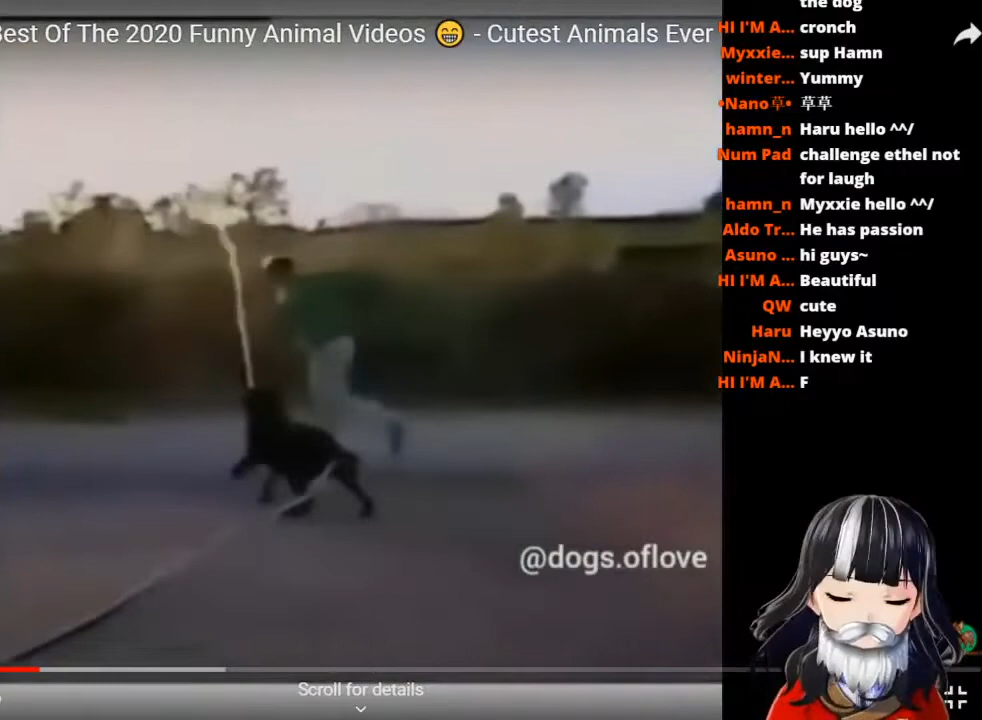 Best Of The 2020 Funny Animal Videos 😁 - Cutest Animals Ever
the dog
HI I'M A... cronch
Myxxie... sup Hamn
winter... Yummy
•Nano草• 草草
hamn_n Haru hello ^^/
Num Pad challenge ethel not
for laugh
hamn_n Myxxie hello ^^/
Aldo Tr... He has passion
Asuno ... hi guys~
HI I'M A... Beautiful
QW cute
Haru Heyyo Asuno
NinjaN... I knew it
HI I'M A... F
@dogs.oflove
Scroll for details